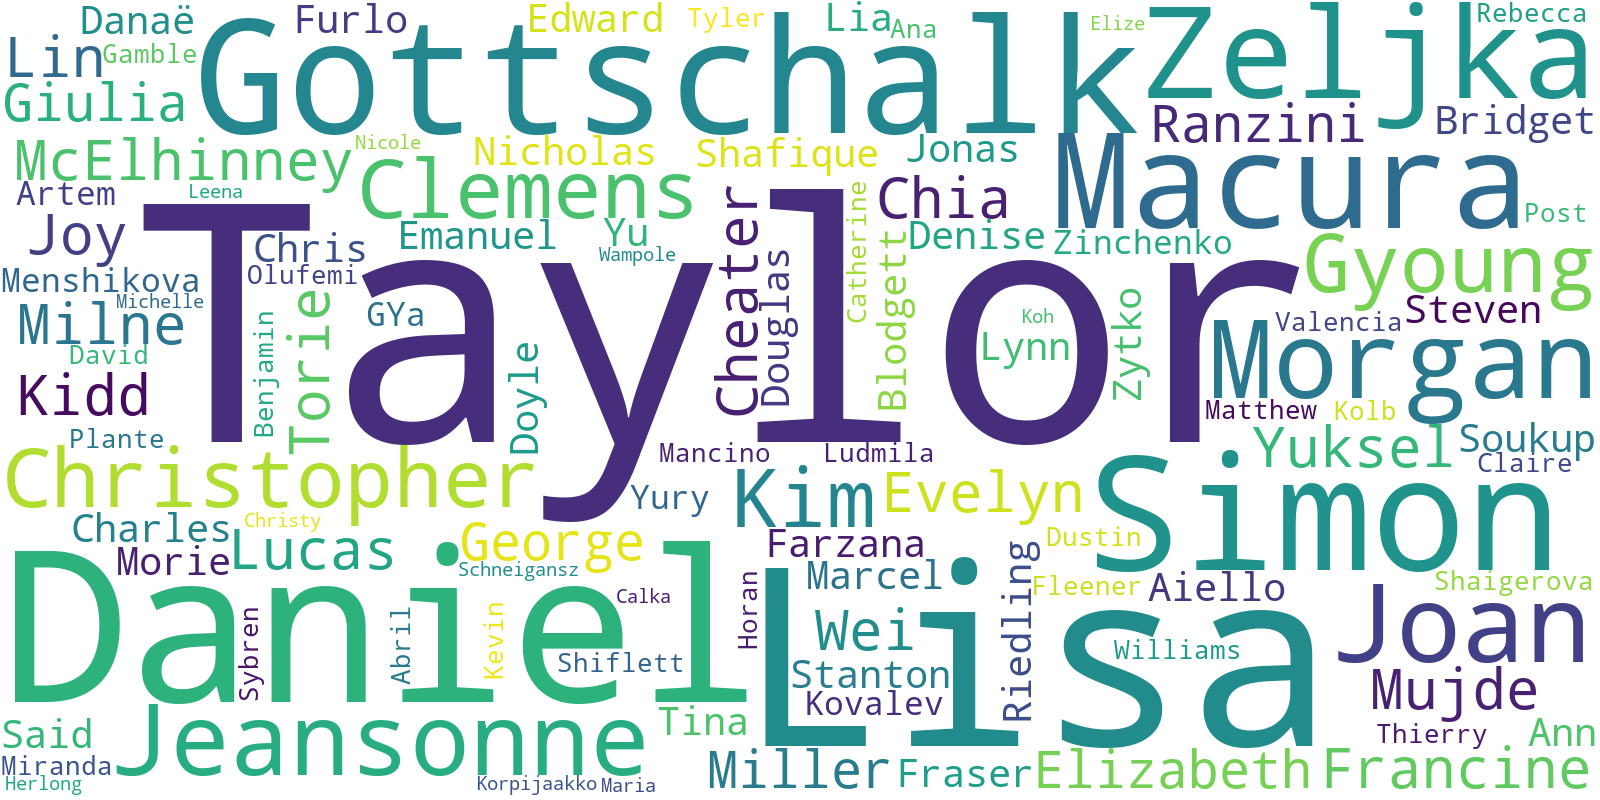 Danaë
Furlo
Edward
Tyler
Lia
Ana
Elize
Rebecca
Lin
Gamble
Gottschalk
Zeljka
Giulia
Ranzini
Bridget
McElhinney
Nicole
Clemens
Nicholas
Shafique
Jonas
Macura
Artem
Leena
Chia
Catherine
Post
Joy
Chris
Emanuel
Yu
Wampole
Cheater
Douglas
Blodgett
Denise
Zinchenko
Gyoung
Menshikova
Michelle
Olufemi
Taylor
Milne
Torie
GYa
Koh
Lynn
Zytko
Valencia
Steven
David
Benjamin
Doyle
Morgan
Kidd
Matthew
Kolb
Plante
Mancino
Ludmila
Yuksel
Soukup
Claire
Christopher
Yury
Kim
Evelyn
Simon
Charles
Christy
George
Farzana
Dustin
Morie
Lucas
Schneigansz
Marcel
Riedling
Fleener
Aiello
Shaigerova
Daniel
Calka
Horan
Lisa
Wei
Joan
Sybren
Abril
Kevin
Shiflett
Stanton
Williams
Kovalev
Mujde
Said
Jeansonne
Tina
Thierry
Ann
Miranda
Miller
Fraser
Elizabeth
Francine
Herlong
Korpijaakko
Maria